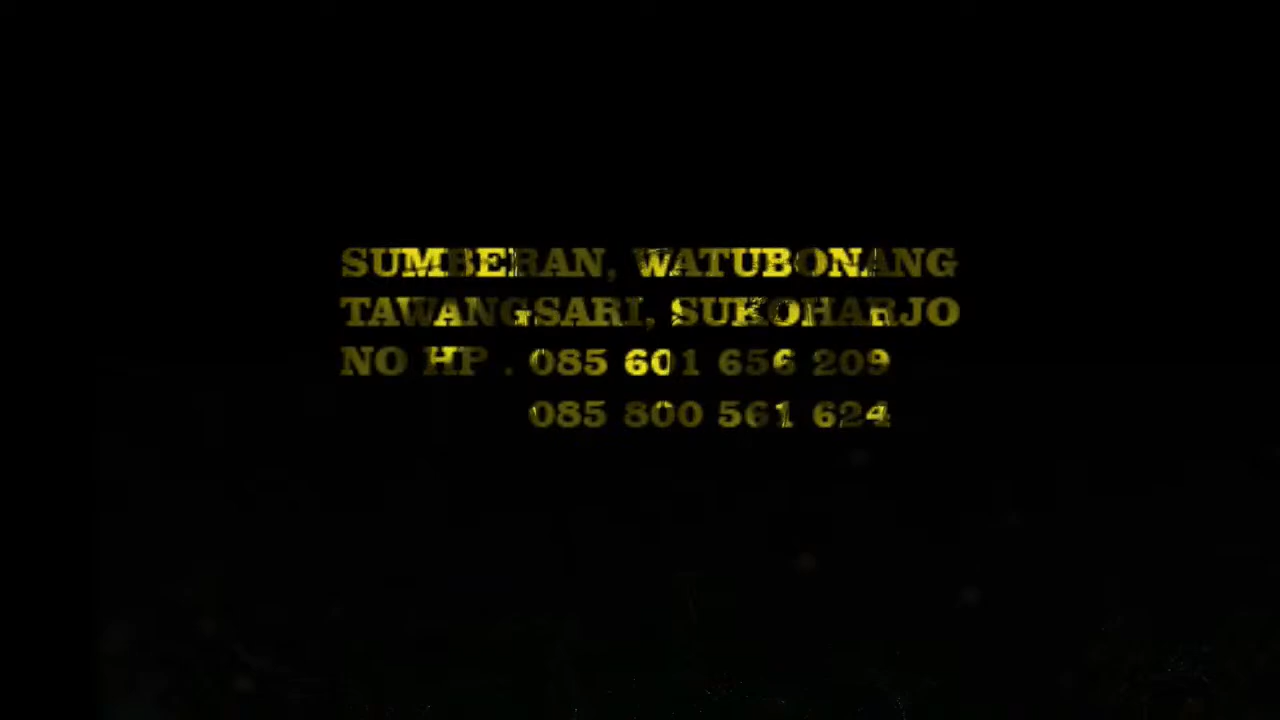 SUMBERAN, WATUBONANG
TAWANGSARI, SUKOHARJO
NO HP . 085 601 656 209
085 800 561 624